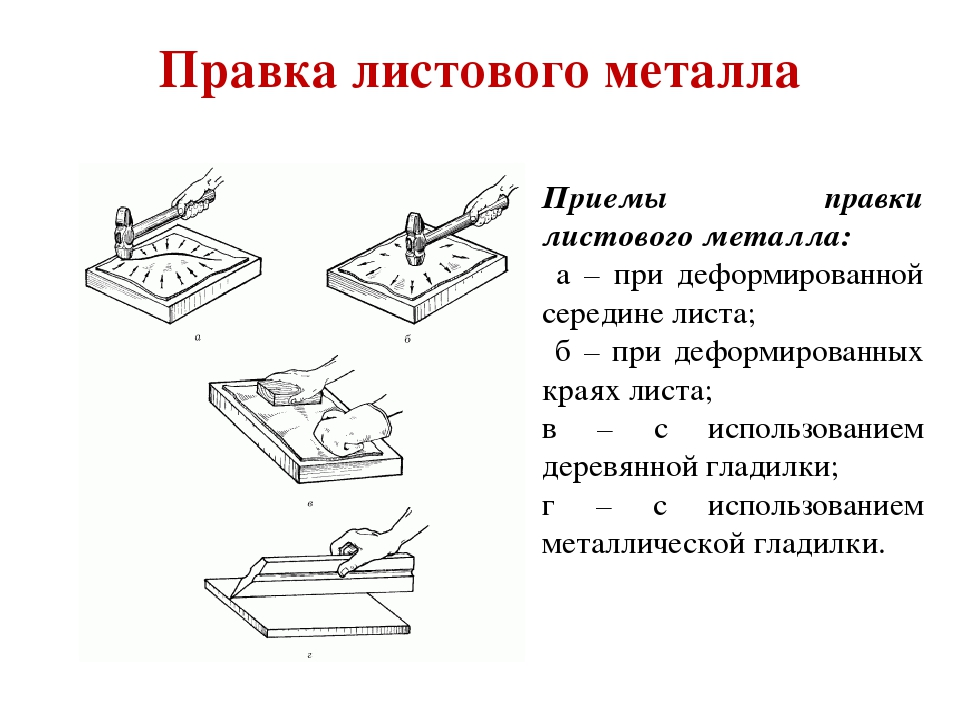 Правка листового металла
Приемы правки
листового металла:
а – при деформированной
середине листа;
б – при деформированных
краях листа;
в – с использованием
деревянной гладилки;
г – с использованием
металлической гладилки.
а
б
в
г